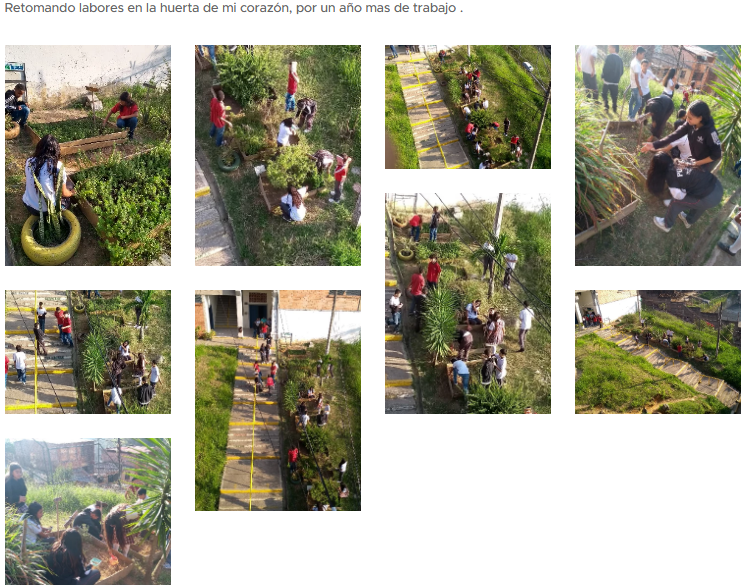 Retomando labores en la huerta de mi corazón, por un año mas de trabajo .